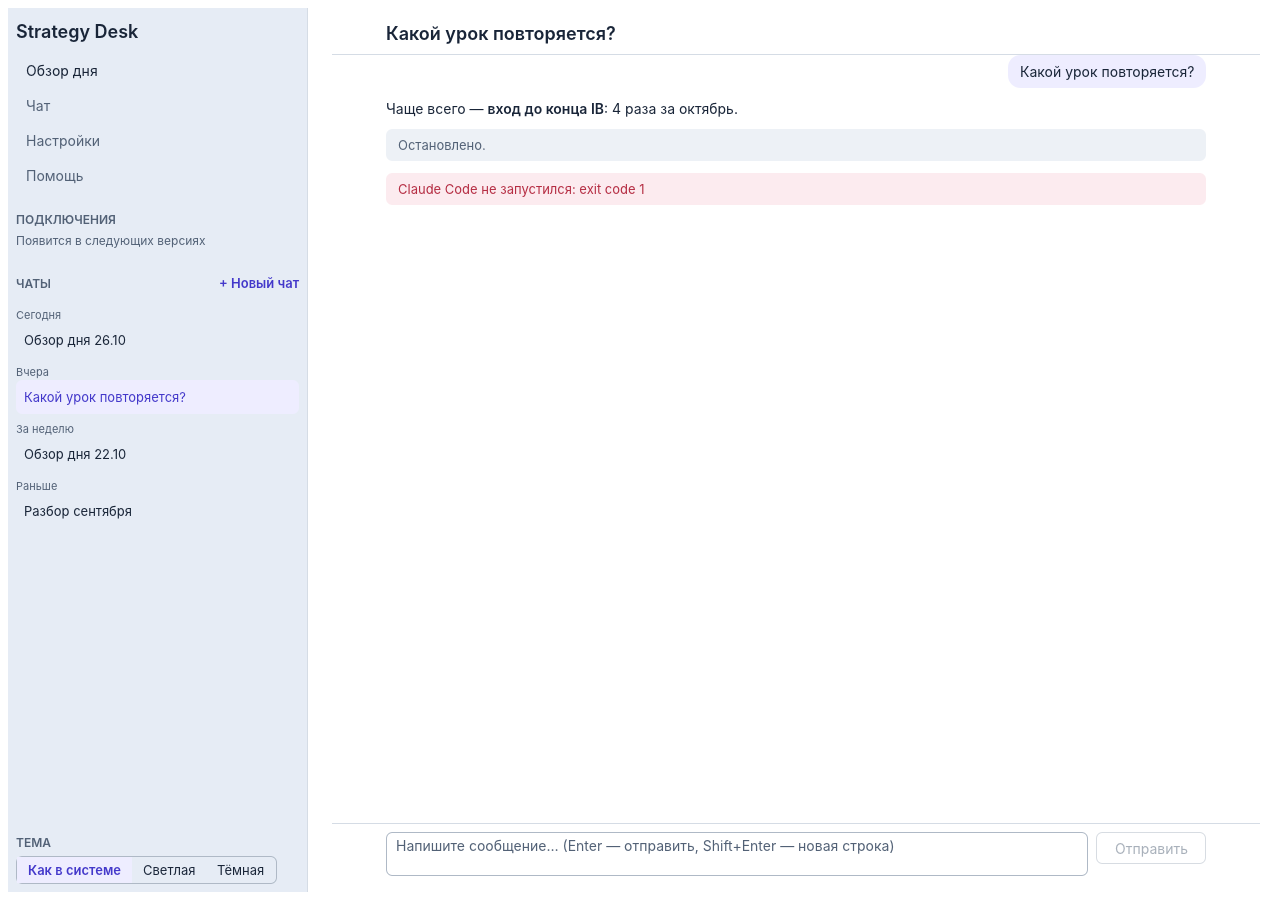 Strategy Desk
Обзор дня
Чат
Настройки
Помощь
ПОДКЛЮЧЕНИЯ
Появится в следующих версиях
ЧАТЫ
+ Новый чат
Сегодня
Обзор дня 26.10
Вчера
Какой урок повторяется?
За неделю
Обзор дня 22.10
Раньше
Разбор сентября
ТЕМА
Как в системе
Светлая
Тёмная
Какой урок повторяется?
Какой урок повторяется?
Чаще всего — вход до конца IB: 4 раза за октябрь.
Остановлено.
Claude Code не запустился: exit code 1
Напишите сообщение... (Enter — отправить, Shift+Enter — новая строка)
Отправить